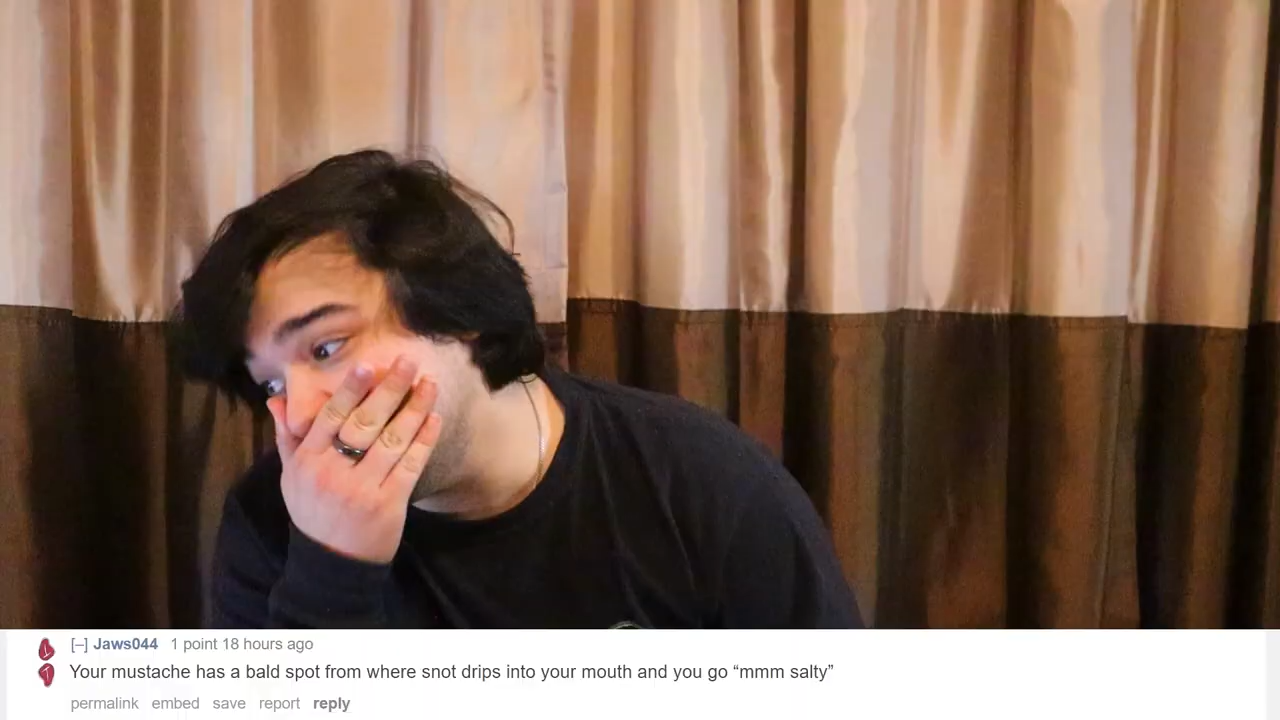 [–] Jaws044 1 point 18 hours ago
Your mustache has a bald spot from where snot drips into your mouth and you go “mmm salty”
permalink embed save report reply